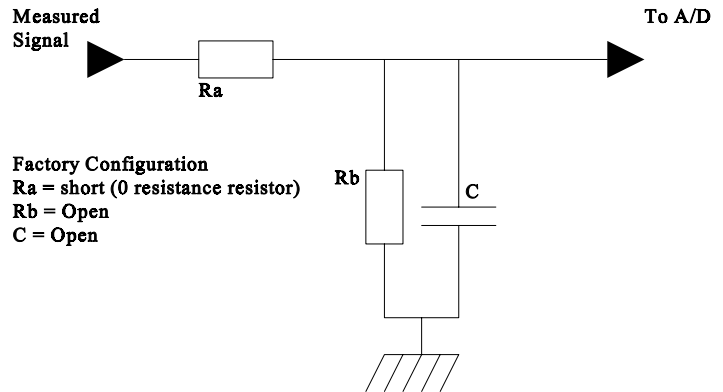 Measured
Signal
To A/D
Ra
Factory Configuration
Ra = short (0 resistance resistor)
Rb = Open
C = Open
Rb
C